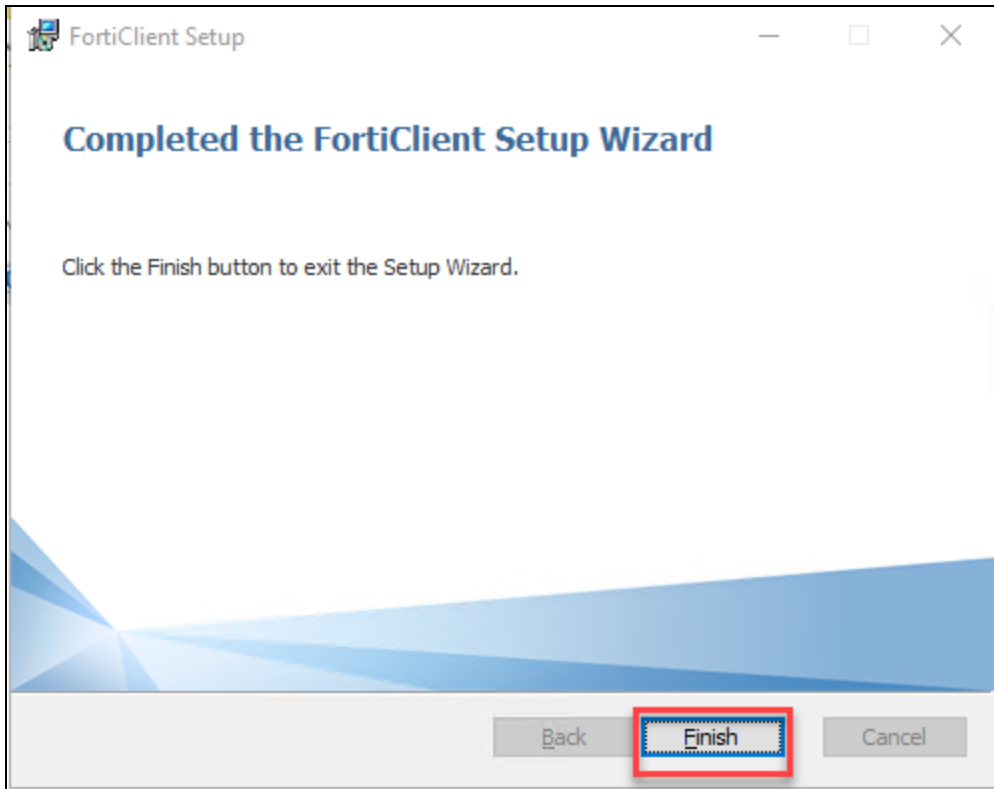 FortiClient Setup
Completed the FortiClient Setup Wizard
Click the Finish button to exit the Setup Wizard.
Back Finish Cancel